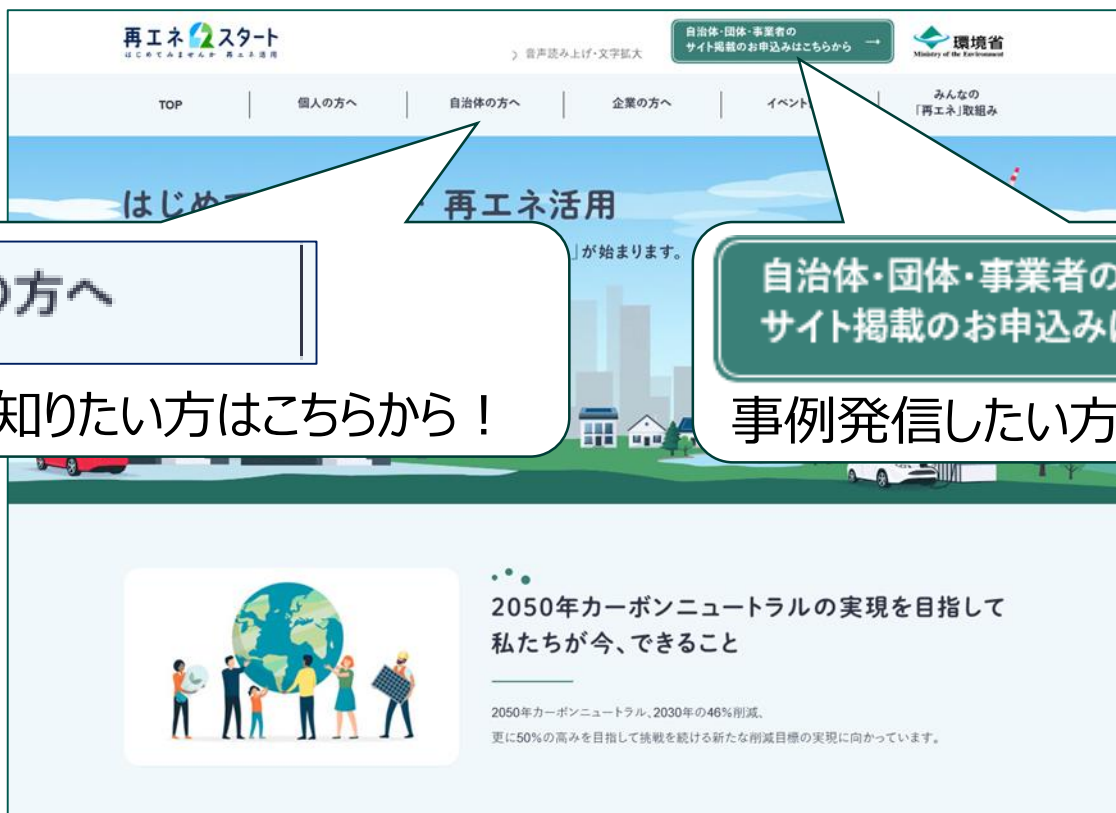 再エネ スタート
はじめてみませんか 再エネ活用
音声読み上げ・文字拡大
自治体・団体・事業者の
サイト掲載のお申込みはこちらから →
環境省
Ministry of the Environment
TOP
個人の方へ
自治体の方へ
企業の方へ
イベント
みんなの
「再エネ」取組み
はじめて
再エネ活用
」が始まります。
の方へ
知りたい方はこちらから！
自治体・団体・事業者の
サイト掲載のお申込みは
事例発信したい方
2050年カーボンニュートラルの実現を目指して
私たちが今、できること
2050年カーボンニュートラル、2030年の46%削減、
更に50%の高みを目指して挑戦を続ける新たな削減目標の実現に向かっています。